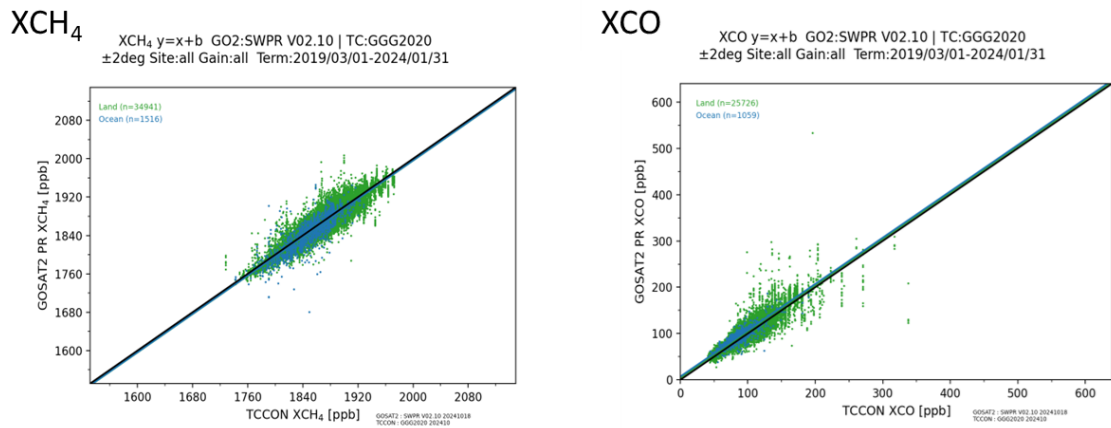 XCH₄
XCH₄ y=x+b GO2:SWPR V02.10 | TC:GGG2020
±2deg Site:all Gain:all Term:2019/03/01-2024/01/31
Land (n=34941)
Ocean (n=1516)
2080
2000
1920
1840
1760
1680
1600
GOSAT2 PR XCH₄ [ppb]
1600
1680
1760
1840
1920
2000
2080
TCCON XCH₄ [ppb]
GOSAT2 : SWPR V02.10 20241018
TCCON : GGG2020 202410
XCO
XCO y=x+b GO2:SWPR V02.10 | TC:GGG2020
±2deg Site:all Gain:all Term:2019/03/01-2024/01/31
Land (n=25726)
Ocean (n=1059)
600
500
400
300
200
100
0
GOSAT2 PR XCO [ppb]
0
100
200
300
400
500
600
TCCON XCO [ppb]
GOSAT2 : SWPR V02.10 20241018
TCCON : GGG2020 202410